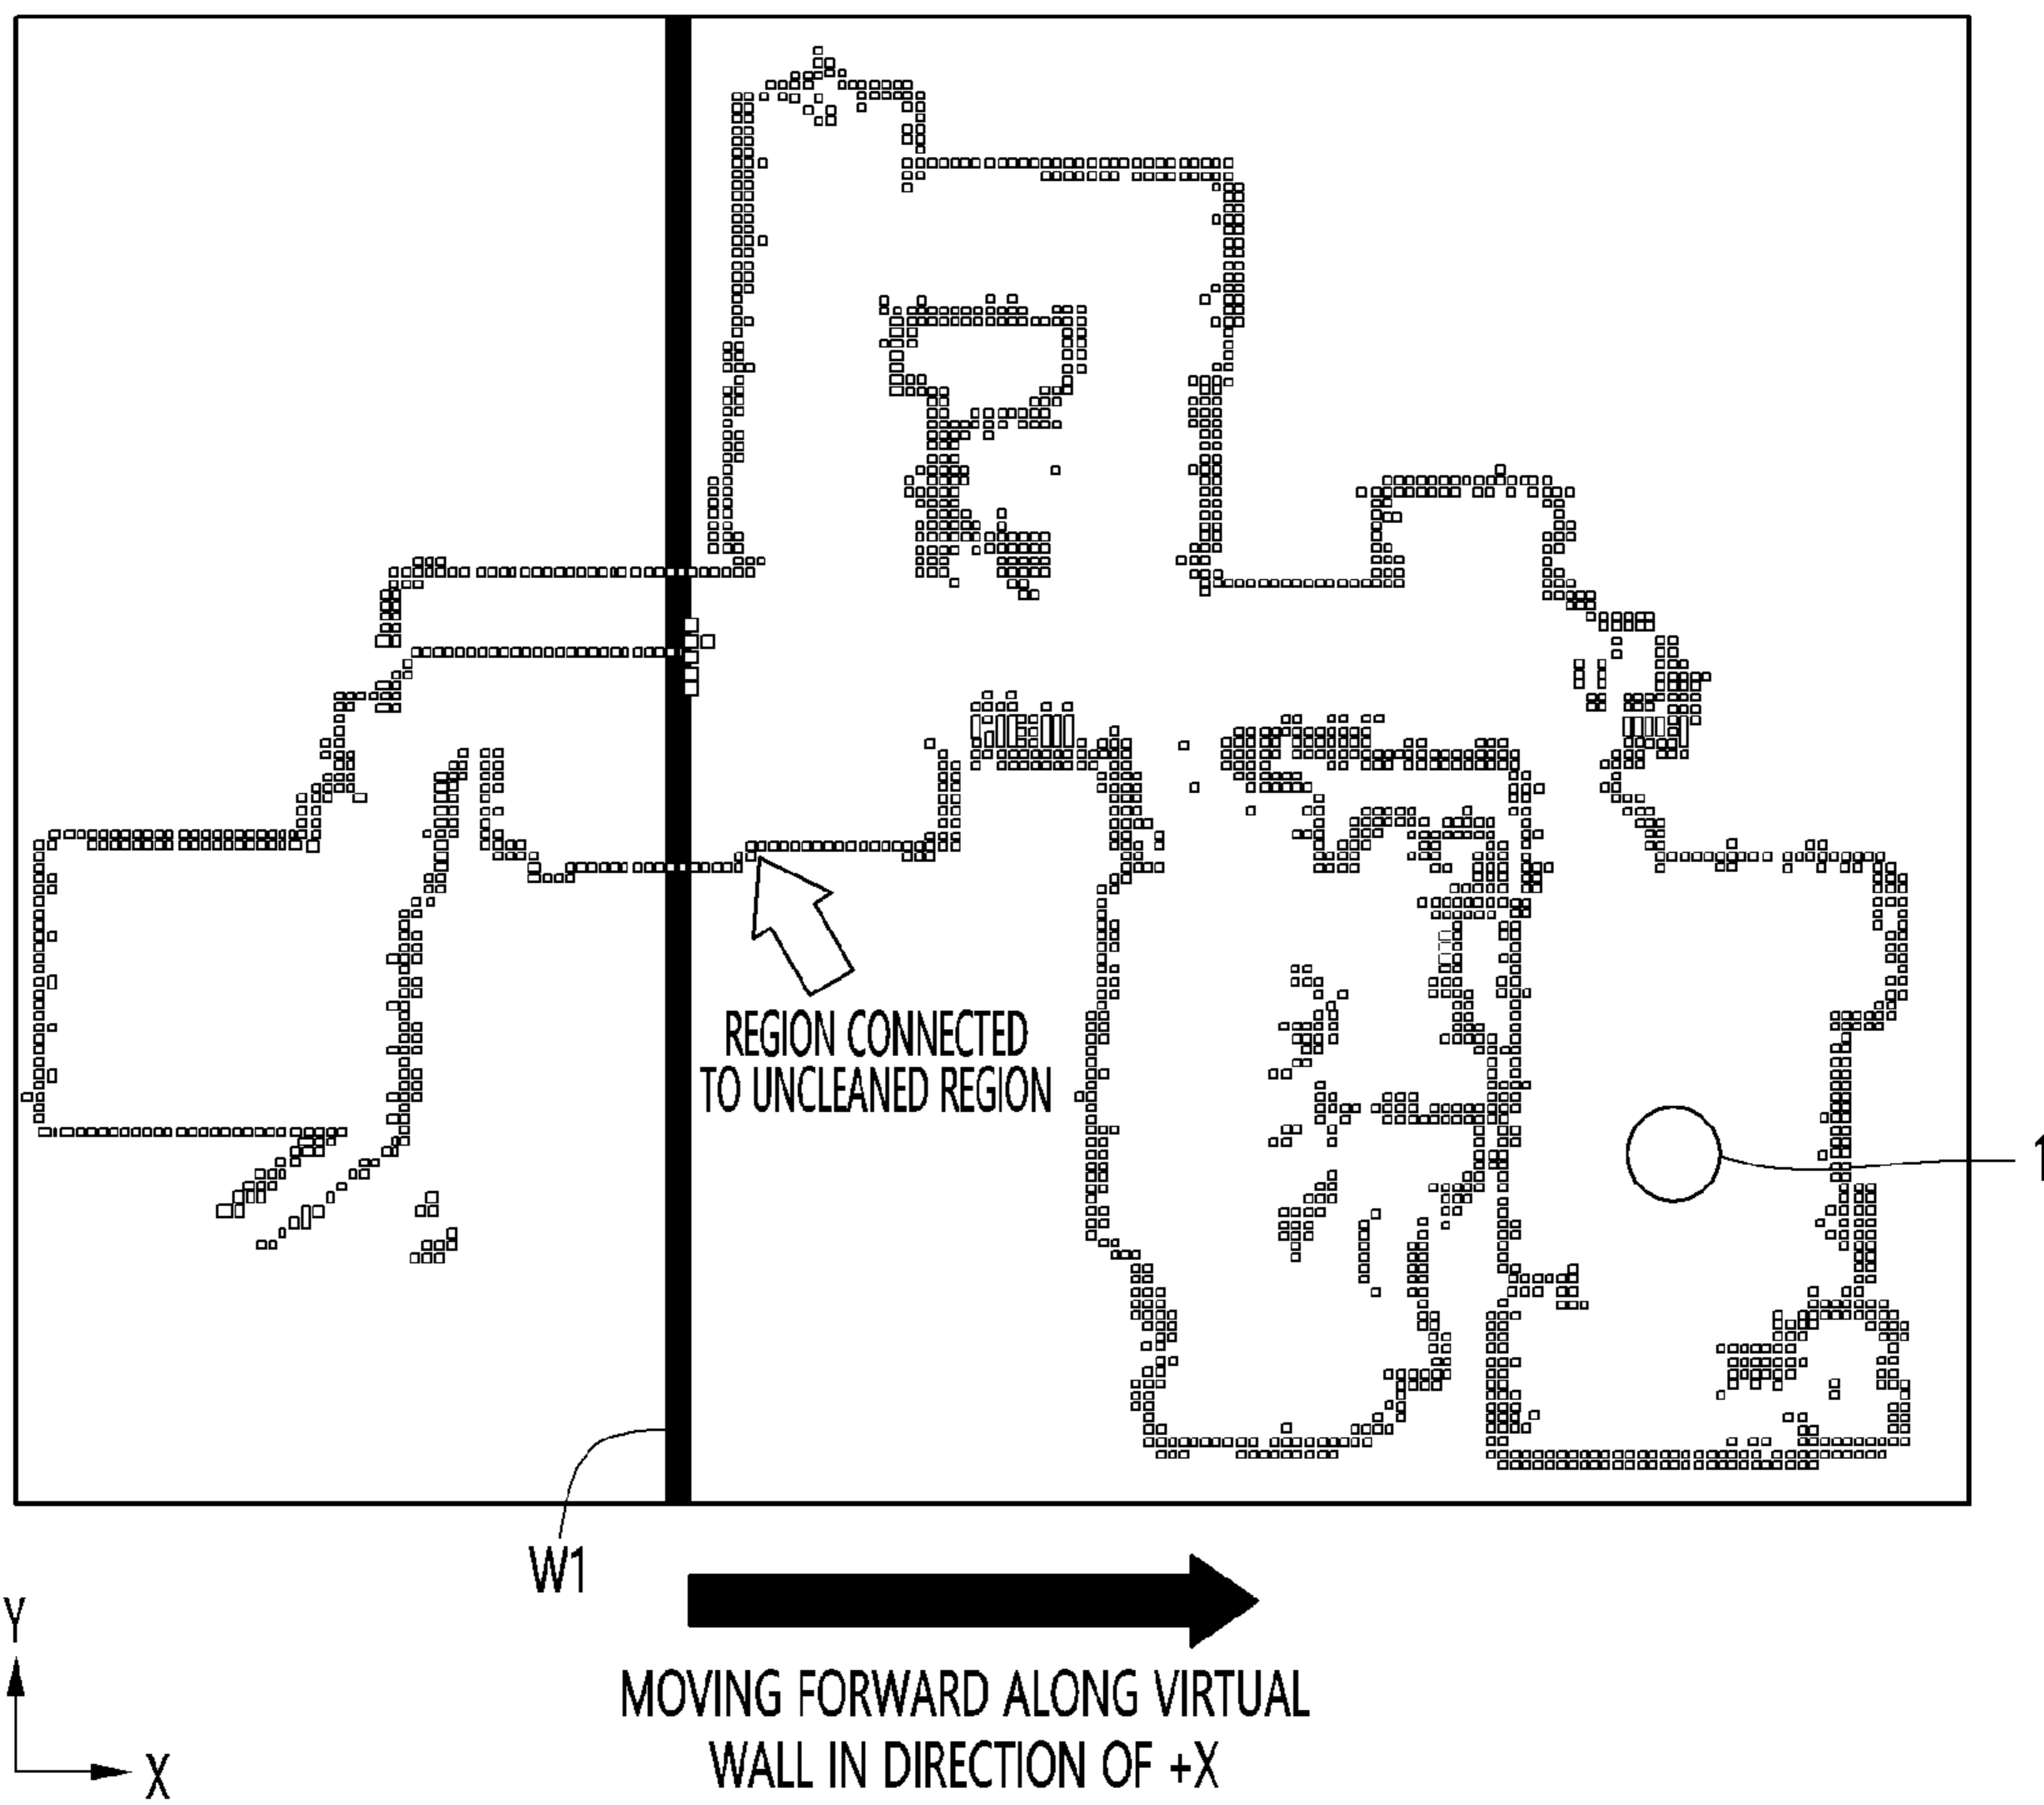 REGION CONNECTED
TO UNCLEANED REGION
1
W1
MOVING FORWARD ALONG VIRTUAL
WALL IN DIRECTION OF +X
Y
X